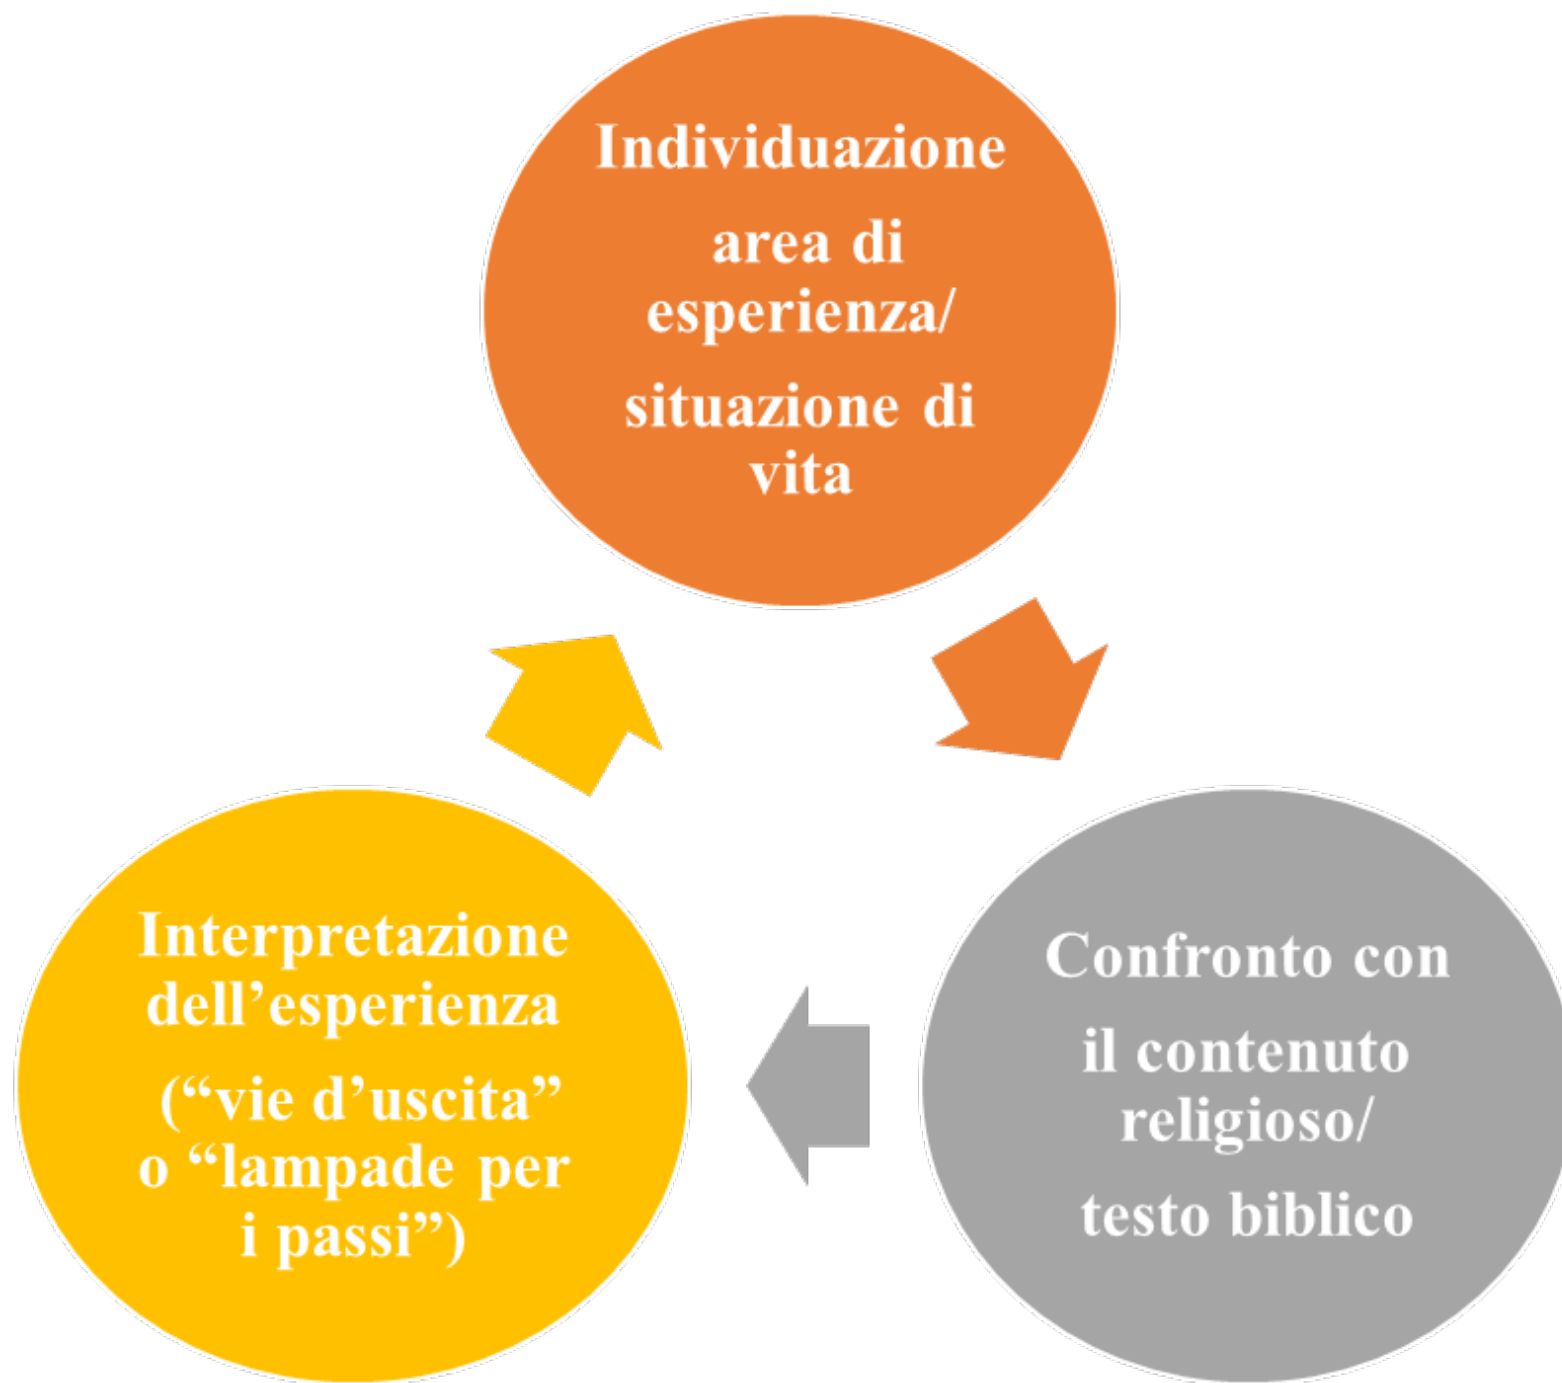 Individuazione
area di
esperienza/
situazione di
vita
Confronto con
il contenuto
religioso/
testo biblico
Interpretazione
dell’esperienza
(“vie d’uscita”
o “lampade per
i passi”)